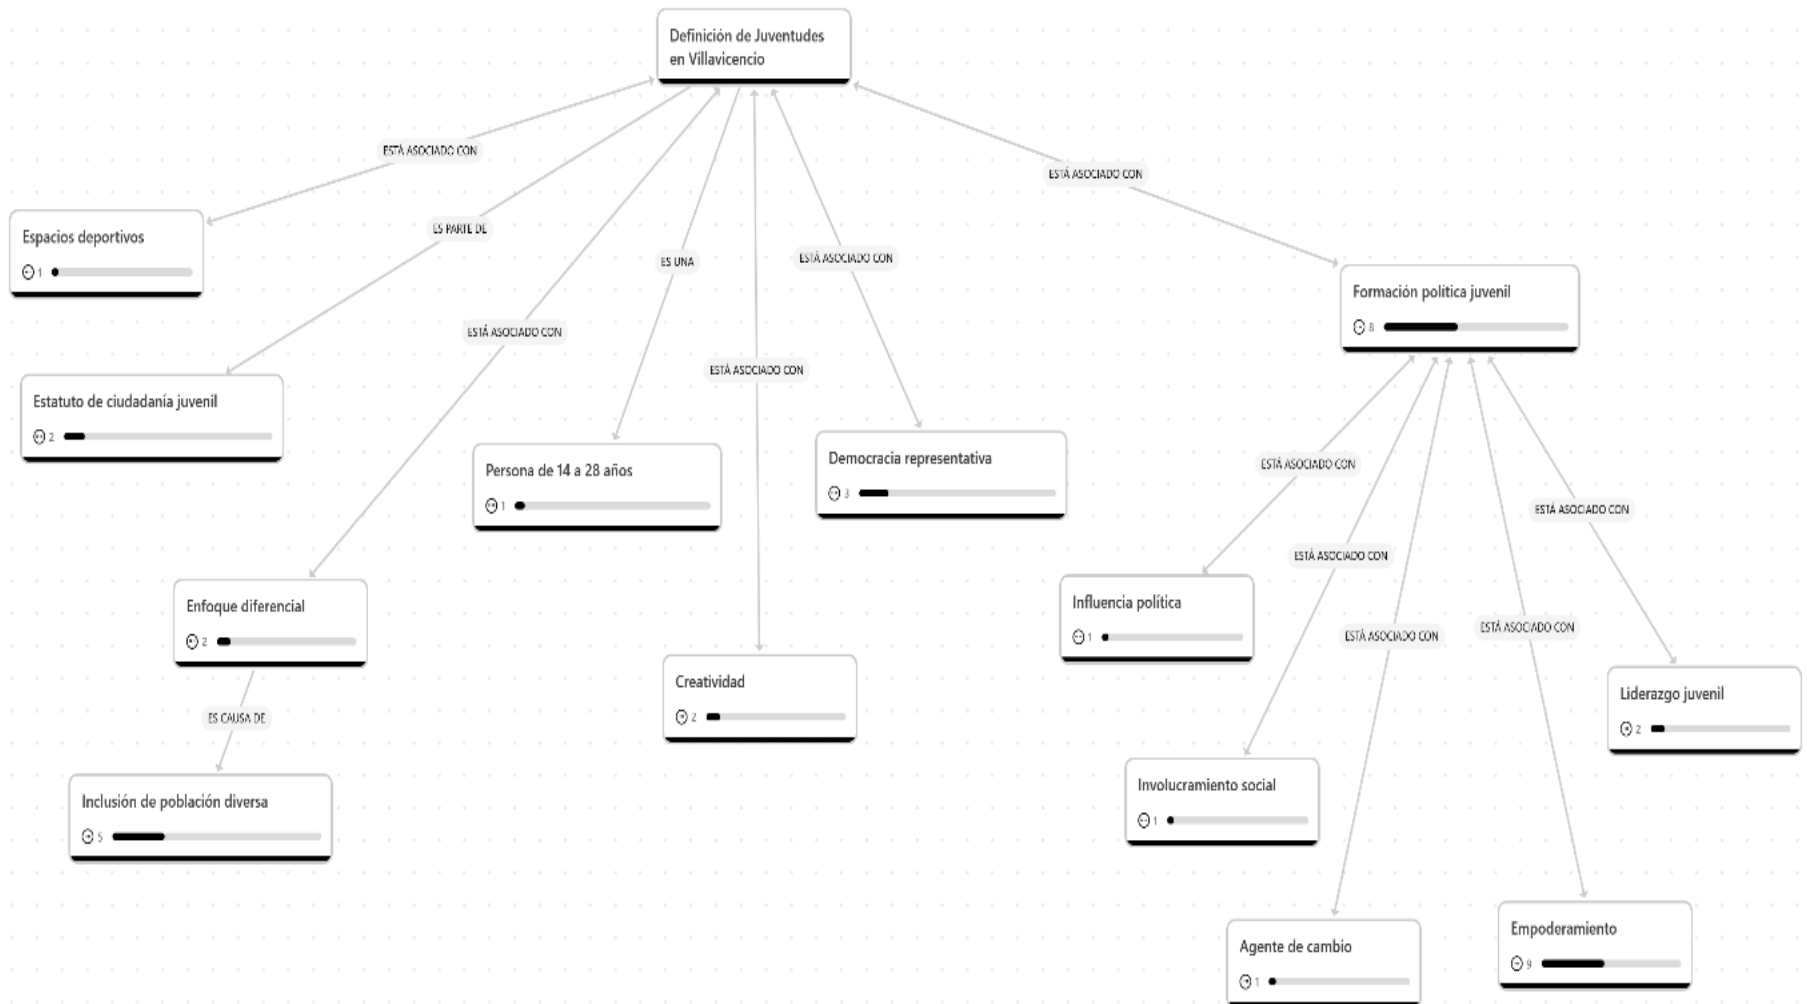 Definición de Juventudes
en Villavicencio
ESTÁ ASOCIADO CON
ESTÁ ASOCIADO CON
Espacios deportivos
1
ES PARTE DE
ES UNA
ESTÁ ASOCIADO CON
Formación política juvenil
8
ESTÁ ASOCIADO CON
ESTÁ ASOCIADO CON
Estatuto de ciudadanía juvenil
2
Persona de 14 a 28 años
1
Democracia representativa
3
ESTÁ ASOCIADO CON
ESTÁ ASOCIADO CON
ESTÁ ASOCIADO CON
Enfoque diferencial
2
Influencia política
1
ESTÁ ASOCIADO CON
ESTÁ ASOCIADO CON
Creatividad
2
Liderazgo juvenil
2
ES CAUSA DE
Inclusión de población diversa
5
Involucramiento social
1
Agente de cambio
1
Empoderamiento
9